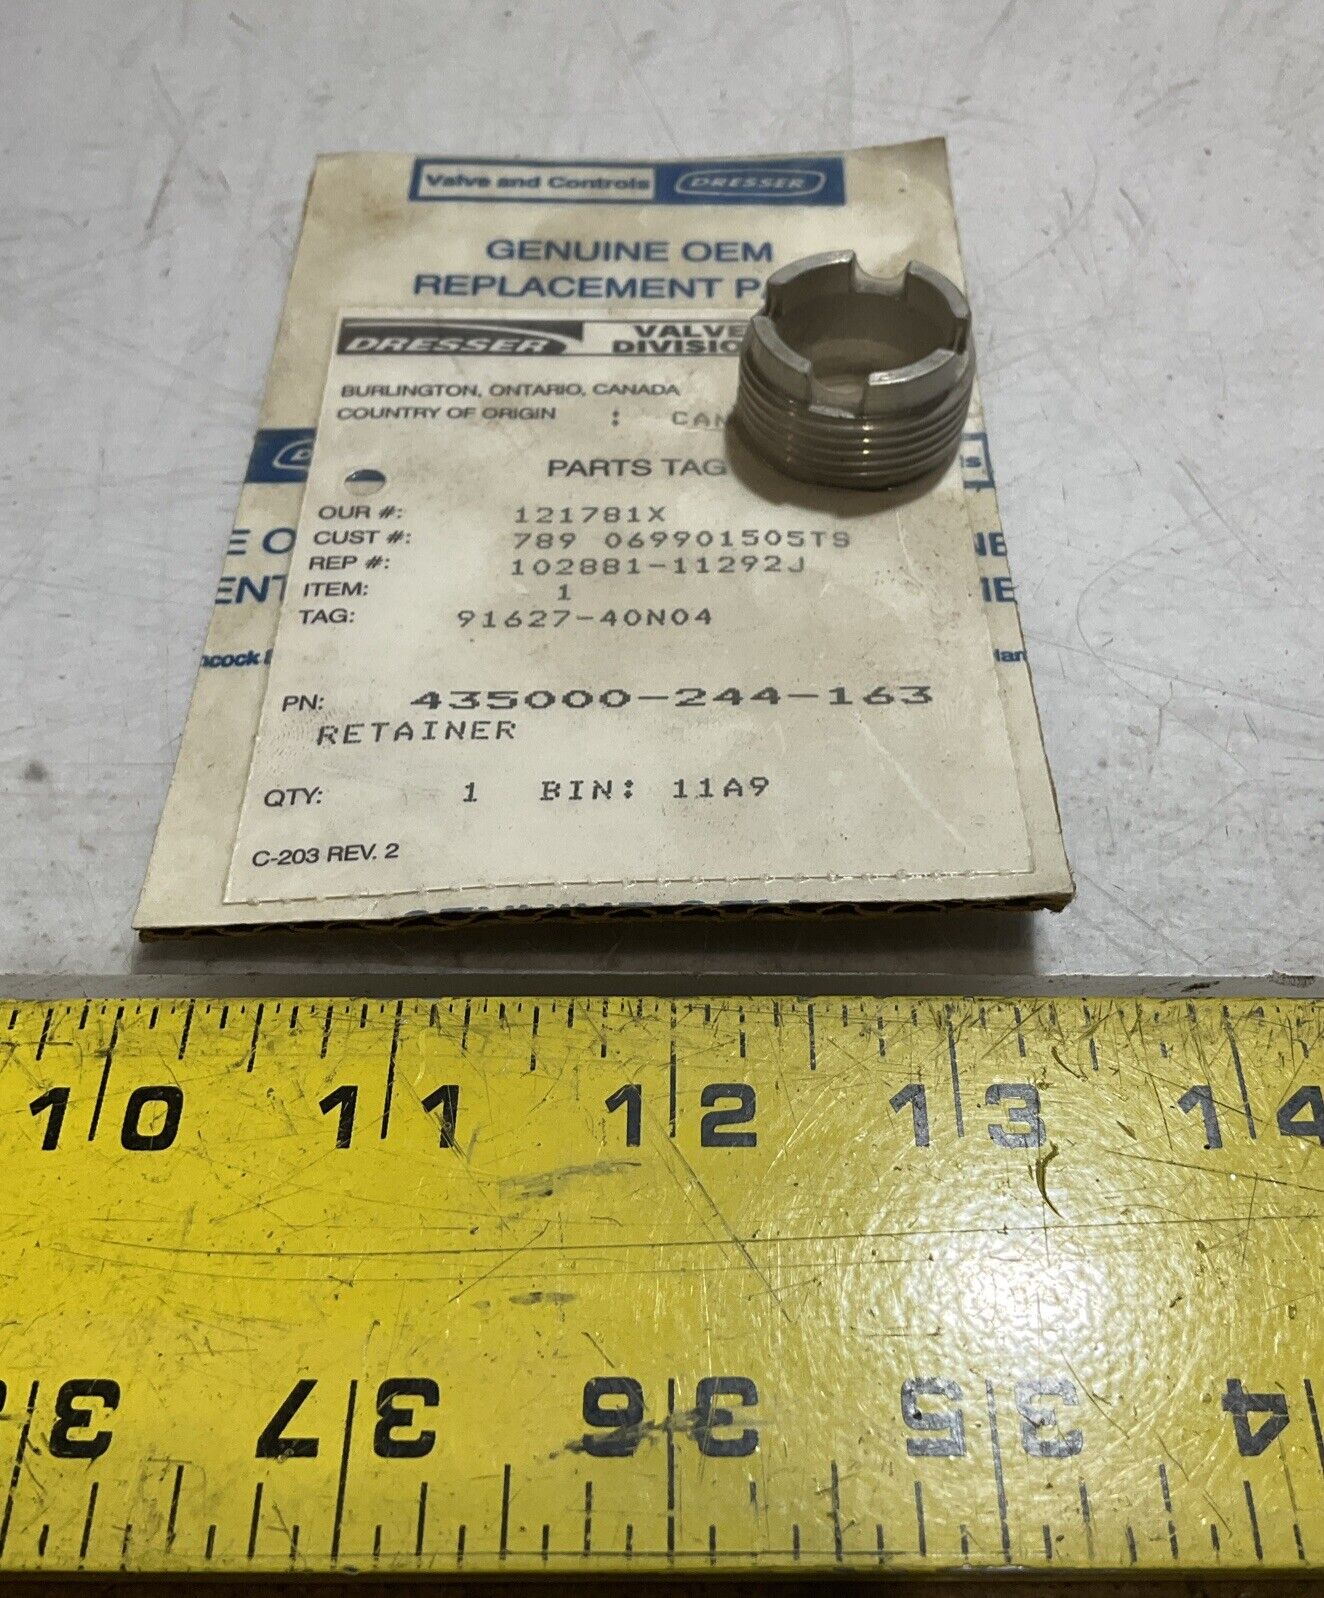 Valve and Controls DRESSER
GENUINE OEM
REPLACEMENT
DRESSER VALVE
DIVISIO
BURLINGTON, ONTARIO, CANADA
COUNTRY OF ORIGIN : CAN
PARTS TAG
OUR #: 121781X
CUST #: 789 069901505TS
REP #: 102881-11292J
ITEM: 1
TAG: 91627-40N04
PN: 435000-244-163
RETAINER
QTY: 1 BIN: 11A9
C-203 REV. 2
10 11 12 13 14
38 37 36 35 34